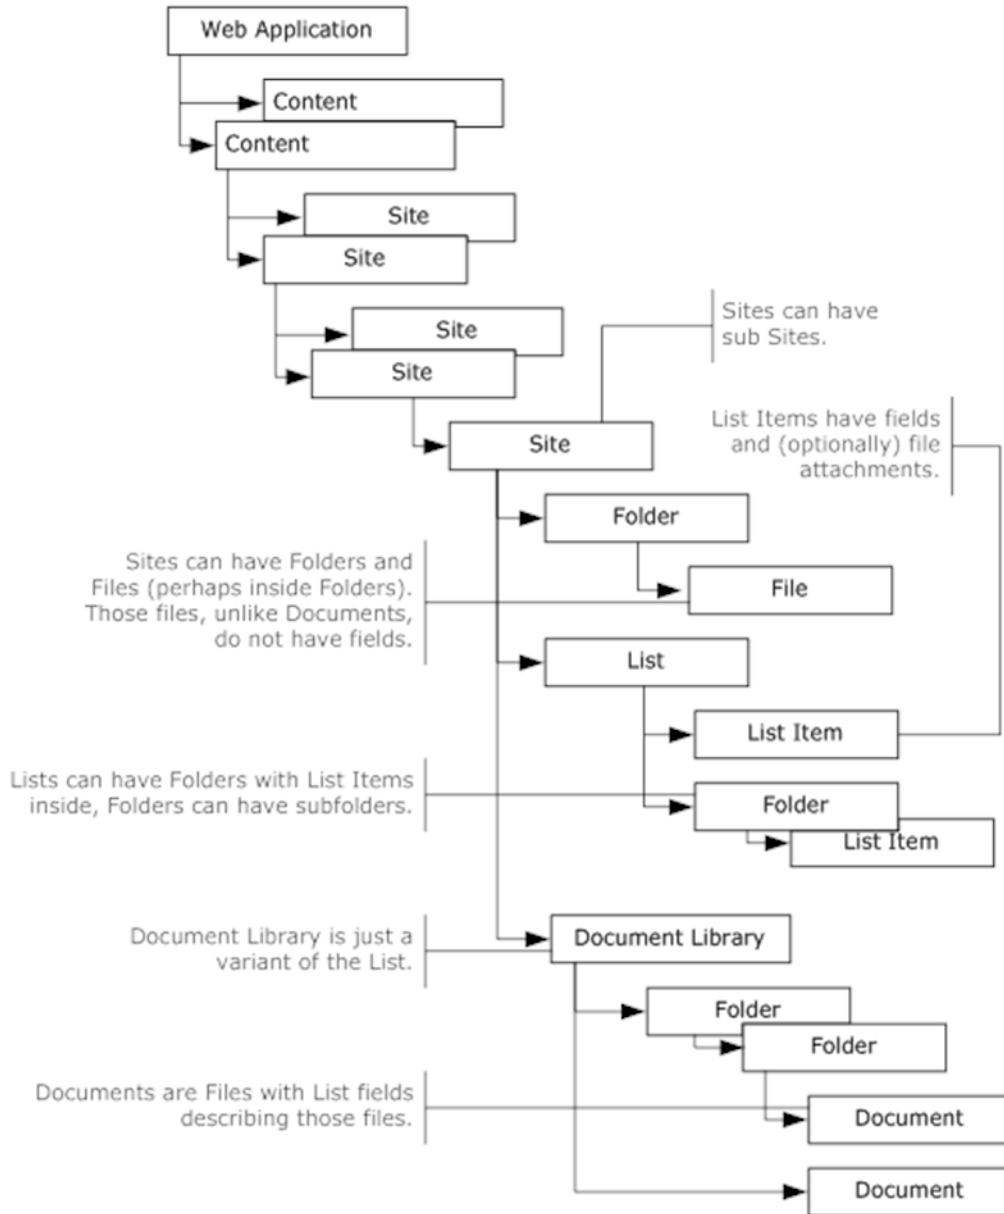 Web Application
Content
Content
Site
Site
Site
Site
Sites can have
sub Sites.
Site
List Items have fields
and (optionally) file
attachments.
Folder
Sites can have Folders and
Files (perhaps inside Folders).
Those files, unlike Documents,
do not have fields.
File
List
List Item
Lists can have Folders with List Items
inside, Folders can have subfolders.
Folder
List Item
Document Library is just a
variant of the List.
Document Library
Folder
Folder
Documents are Files with List fields
describing those files.
Document
Document